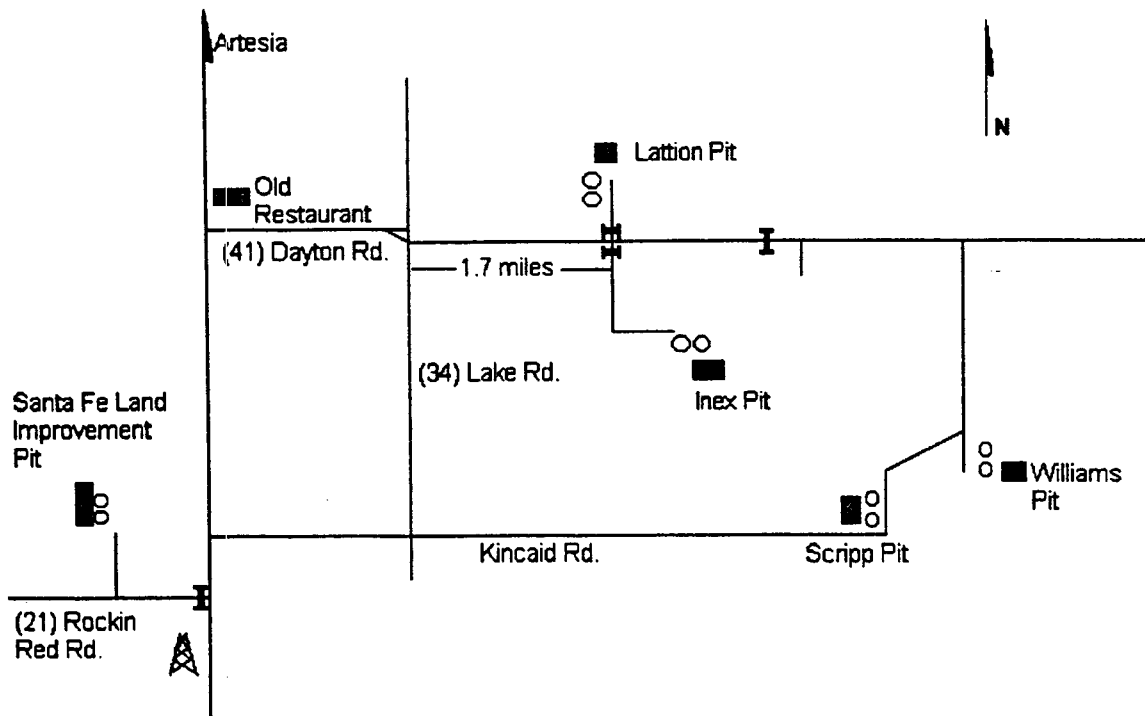 Artesia
N
Lattion Pit
Old
Restaurant
(41) Dayton Rd.
1.7 miles
(34) Lake Rd.
Inex Pit
Santa Fe Land
Improvement
Pit
Williams
Pit
Kincaid Rd.
Scripp Pit
(21) Rockin
Red Rd.